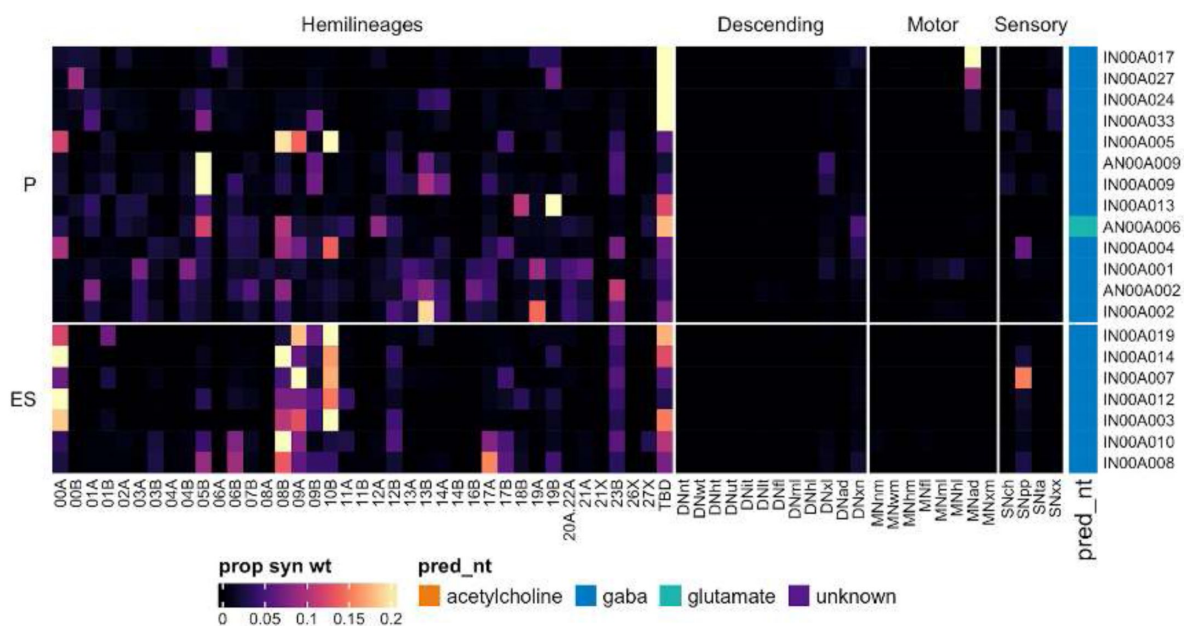 Hemilineages Descending Motor Sensory
P
ES
IN00A017
IN00A027
IN00A024
IN00A033
IN00A005
AN00A009
IN00A009
IN00A013
AN00A006
IN00A004
IN00A001
AN00A002
IN00A002
IN00A019
IN00A014
IN00A007
IN00A012
IN00A003
IN00A010
IN00A008
00A
00B
01A
01B
02A
03A
03B
04A
04B
05B
06A
06B
07B
08A
08B
09A
09B
10B
11A
11B
12A
12B
13A
13B
14A
14B
16B
17A
17B
18B
19A
19B
20A.22A
21A
21X
23B
26X
27X
TBD
DNnt
DNwt
DNht
DNut
DNit
DNlt
DNfl
DNml
DNhl
DNxl
DNad
DNxn
MNnm
MNwm
MNhm
MNfl
MNml
MNhl
MNad
MNxm
SNch
SNpp
SNta
SNxx
pred_nt
prop syn wt
0 0.05 0.1 0.15 0.2
pred_nt
acetylcholine gaba glutamate unknown